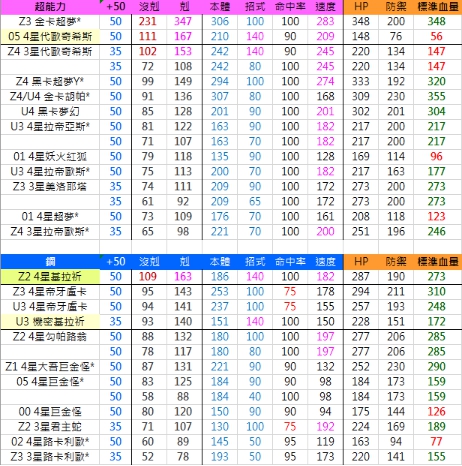 超能力 +50 沒剋 剋 本體 招式 命中率 速度 HP 防禦 標準血量
Z3 金卡超夢* 50 231 347 306 100 100 283 348 200 348
05 4星代歐奇希斯 50 111 167 210 140 90 209 148 76 56
Z4 3星代歐奇希斯 35 102 153 242 140 100 245 220 134 147
35 72 108 242 80 100 245 220 134 147
Z4 黑卡超夢Y* 50 99 149 294 100 100 274 333 192 320
Z4/U4 金卡胡帕* 50 91 136 307 80 100 168 309 230 355
U4 黑卡夢幻 50 85 128 201 90 100 201 302 201 304
U3 4星拉帝亞斯* 50 81 122 163 90 100 182 217 200 217
50 71 107 163 70 100 182 217 200 217
01 4星妖火紅狐 50 79 118 135 90 100 128 169 114 96
U3 4星拉帝歐斯* 50 75 113 200 70 100 182 217 163 177
Z3 3星美洛耶塔 35 74 111 209 90 100 172 273 200 273
35 61 92 209 65 100 172 273 200 273
01 4星超夢* 50 73 109 176 70 100 161 208 118 123
Z4 3星拉帝歐斯* 35 65 98 221 70 100 200 251 196 246
鋼 +50 沒剋 剋 本體 招式 命中率 速度 HP 防禦 標準血量
Z2 4星基拉祈 50 109 163 186 140 100 182 287 190 273
Z3 4星帝牙盧卡 50 95 143 253 100 75 178 294 211 310
U3 4星帝牙盧卡 50 94 141 237 100 75 155 257 193 248
U3 機密基拉祈 35 93 140 151 140 100 150 228 151 172
Z2 4星勾帕路翁 50 88 132 180 100 100 197 277 206 285
50 78 117 180 80 100 197 277 206 285
Z1 4星大哥巨金怪* 50 87 131 221 90 90 132 252 230 290
05 4星巨金怪* 50 83 125 184 90 90 98 184 173 159
50 58 88 184 40 100 98 184 173 159
00 4星巨金怪 50 80 120 150 90 90 94 175 144 126
Z2 3星君主蛇 35 71 107 130 100 75 192 224 169 189
02 4星路卡利歐* 50 60 89 145 50 95 119 163 94 77
Z3 3星路卡利歐* 35 52 78 193 50 95 173 220 141 155